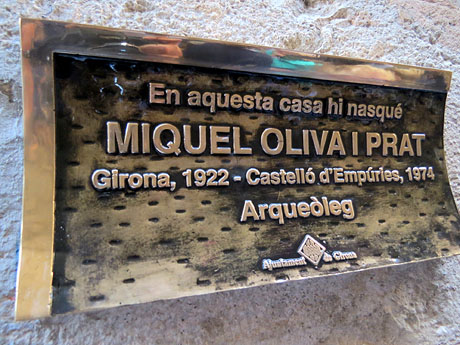 En aquesta casa hi nasqué
MIQUEL OLIVA I PRAT
Girona, 1922 - Castelló d'Empúries, 1974
Arqueòleg
Ajuntament de Girona